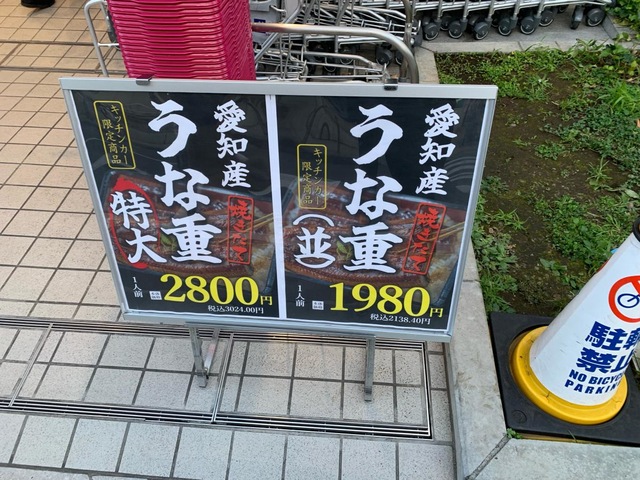 キッチンカー
限定商品
愛知産
うな重
特大
焼きたて
1人前
2800円
税込3024.00円
愛知産
うな重
(並)
キッチンカー
限定商品
焼きたて
1人前
1980円
税込2138.40円
駐輪
禁止
NO BICYCLE
PARKING